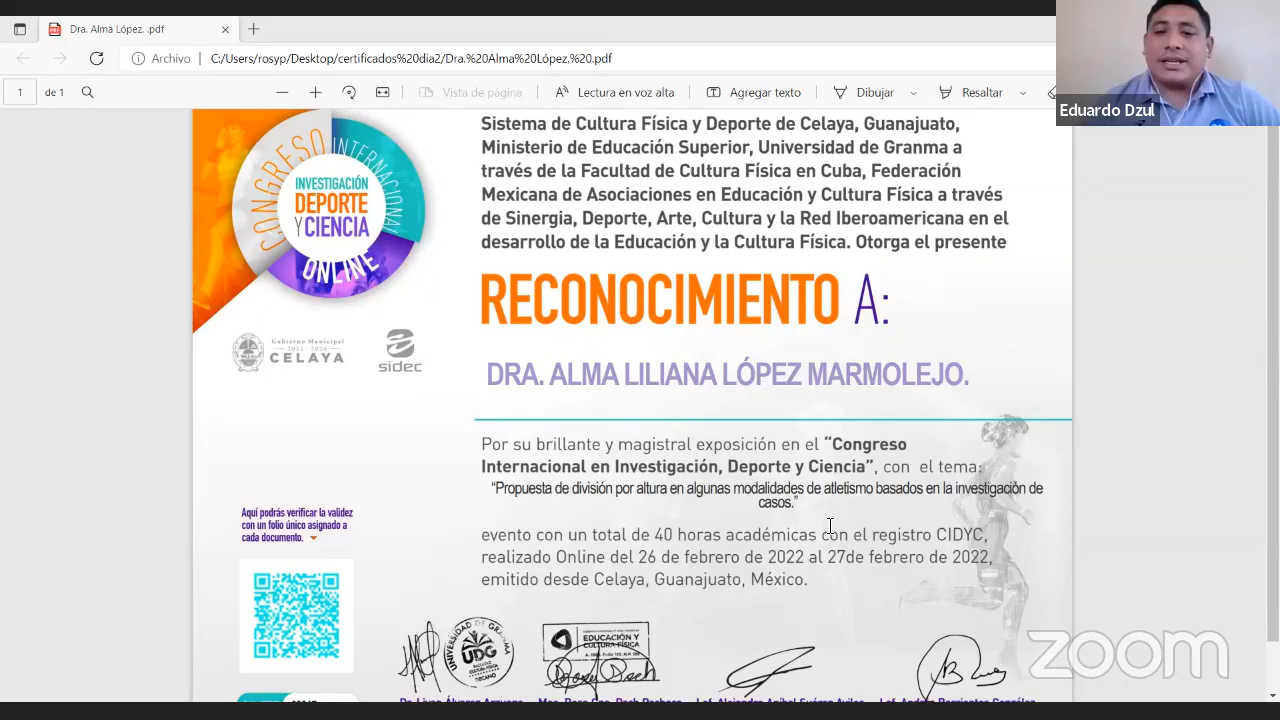 Dra. Alma López. .pdf
Archivo
C:/Users/rosyp/Desktop/certificados%20dia2/Dra.%20Alma%20López.%20.pdf
1 de 1
Vista de página
Lectura en voz alta
Agregar texto
Dibujar
Resaltar
Eduardo Dzul
CONGRESO INTERNACIONAL
INVESTIGACIÓN
DEPORTE
Y CIENCIA
ONLINE
Sistema de Cultura Física y Deporte de Celaya, Guanajuato,
Ministerio de Educación Superior, Universidad de Granma a
través de la Facultad de Cultura Física en Cuba, Federación
Mexicana de Asociaciones en Educación y Cultura Física a través
de Sinergia, Deporte, Arte, Cultura y la Red Iberoamericana en el
desarrollo de la Educación y la Cultura Física. Otorga el presente
RECONOCIMIENTO A:
Gobierno Municipal
2021 - 2024
CELAYA
sidec
DRA. ALMA LILIANA LÓPEZ MARMOLEJO.
Por su brillante y magistral exposición en el “Congreso
Internacional en Investigación, Deporte y Ciencia”, con el tema:
“Propuesta de división por altura en algunas modalidades de atletismo basados en la investigación de
casos.”
Aquí podrás verificar la validez
con un folio único asignado a
cada documento.
evento con un total de 40 horas académicas con el registro CIDYC,
realizado Online del 26 de febrero de 2022 al 27de febrero de 2022,
emitido desde Celaya, Guanajuato, México.
UNIVERSIDAD DE GRANMA
UDG
DECANO
EDUCACIÓN Y
CULTURA FÍSICA
zoom